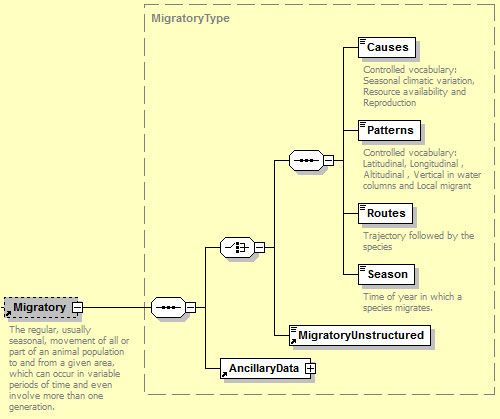 MigratoryType
Causes
Controlled vocabulary:
Seasonal climatic variation,
Resource availability and
Reproduction
Patterns
Controlled vocabulary:
Latitudinal, Longitudinal ,
Altitudinal , Vertical in water
columns and Local migrant
Routes
Trajectory followed by the
species
Season
Time of year in which a
species migrates.
Migratory
The regular, usually
seasonal, movement of all or
part of an animal population
to and from a given area,
which can occur in variable
periods of time and even
involve more than one
generation.
MigratoryUnstructured
AncillaryData